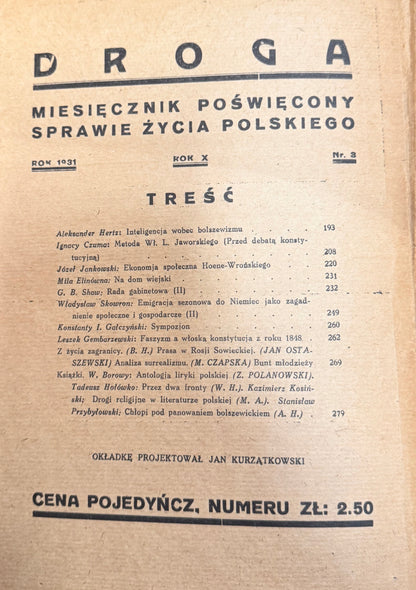 DROGA
MIESIĘCZNIK POŚWIĘCONY
SPRAWIE ŻYCIA POLSKIEGO
ROK 1931 ROK X Nr. 3
TREŚĆ
Aleksander Hertz: Inteligencja wobec bolszewizmu . . . . . 193
Ignacy Czuma: Metoda Wł. L. Jaworskiego (Przed debatą konsty-
tucyjną) . . . . . . . . . . 208
Józef Jankowski: Ekonomja społeczna Hoene-Wrońskiego . . . 220
Mila Elinówna: Na dom wiejski . . . . . . . . 231
G. B. Shaw: Rada gabinetowa (II) . . . . . . . 232
Władysław Skowron: Emigracja sezonowa do Niemiec jako zagad-
nienie społeczne i gospodarcze (II) . . . . . . 249
Konstanty I. Gałczyński: Sympozjon . . . . . . . 260
Leszek Gembarzewski: Faszyzm a włoska konstytucja z roku 1848. . 262
Z życia zagranicy. (B. H.) Prasa w Rosji Sowieckiej. (JAN OSTA-
SZEWSKI) Analiza surrealizmu. (M. CZAPSKA) Bunt młodzieży 269
Książki. W. Borowy: Antologja liryki polskiej (Z. POLANOWSKI).
Tadeusz Hołówko: Przez dwa fronty (W. H.). Kazimierz Kosiń-
ski; Drogi religijne w literaturze polskiej (M. A.). Stanisław
Przybyłowski; Chłopi pod panowaniem bolszewickiem (A. H.) . 279
OKŁADKĘ PROJEKTOWAŁ JAN KURZĄTKOWSKI
CENA POJEDYŃCZ, NUMERU ZŁ: 2.50